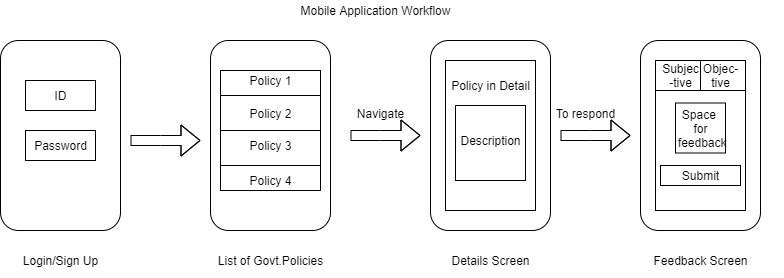 Mobile Application Workflow
ID
Password
Login/Sign Up
Policy 1
Policy 2
Policy 3
Policy 4
List of Govt.Policies
Navigate
Policy in Detail
Description
Details Screen
To respond
Subjec
-tive
Objec-
tive
Space
for
feedback
Submit
Feedback Screen